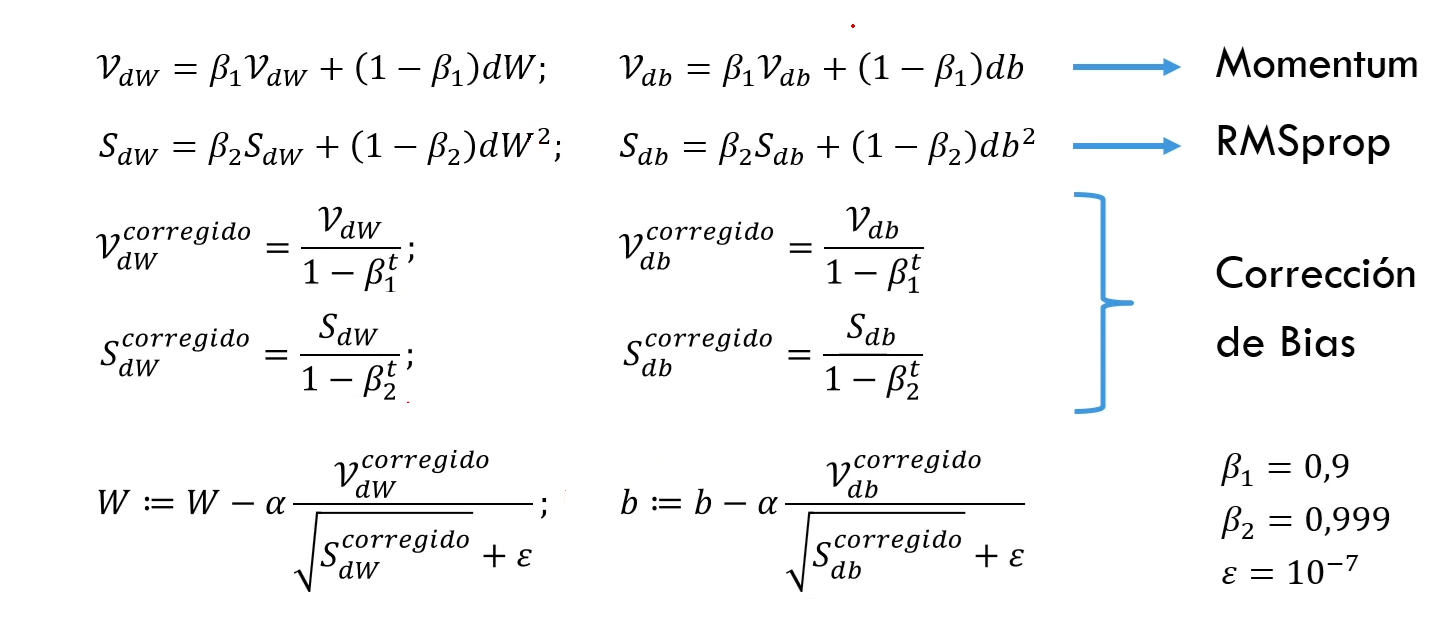 𝒱_dW = β₁𝒱_dW + (1 − β₁)dW; 𝒱_db = β₁𝒱_db + (1 − β₁)db Momentum
S_dW = β₂S_dW + (1 − β₂)dW²; S_db = β₂S_db + (1 − β₂)db² RMSprop
𝒱_dW^corregido = 𝒱_dW / (1 − β₁^t); 𝒱_db^corregido = 𝒱_db / (1 − β₁^t)
Corrección
S_dW^corregido = S_dW / (1 − β₂^t); S_db^corregido = S_db / (1 − β₂^t)
de Bias
W ≔ W − α 𝒱_dW^corregido / (√(S_dW^corregido) + ε); b ≔ b − α 𝒱_db^corregido / (√(S_db^corregido) + ε)
β₁ = 0,9
β₂ = 0,999
ε = 10⁻⁷